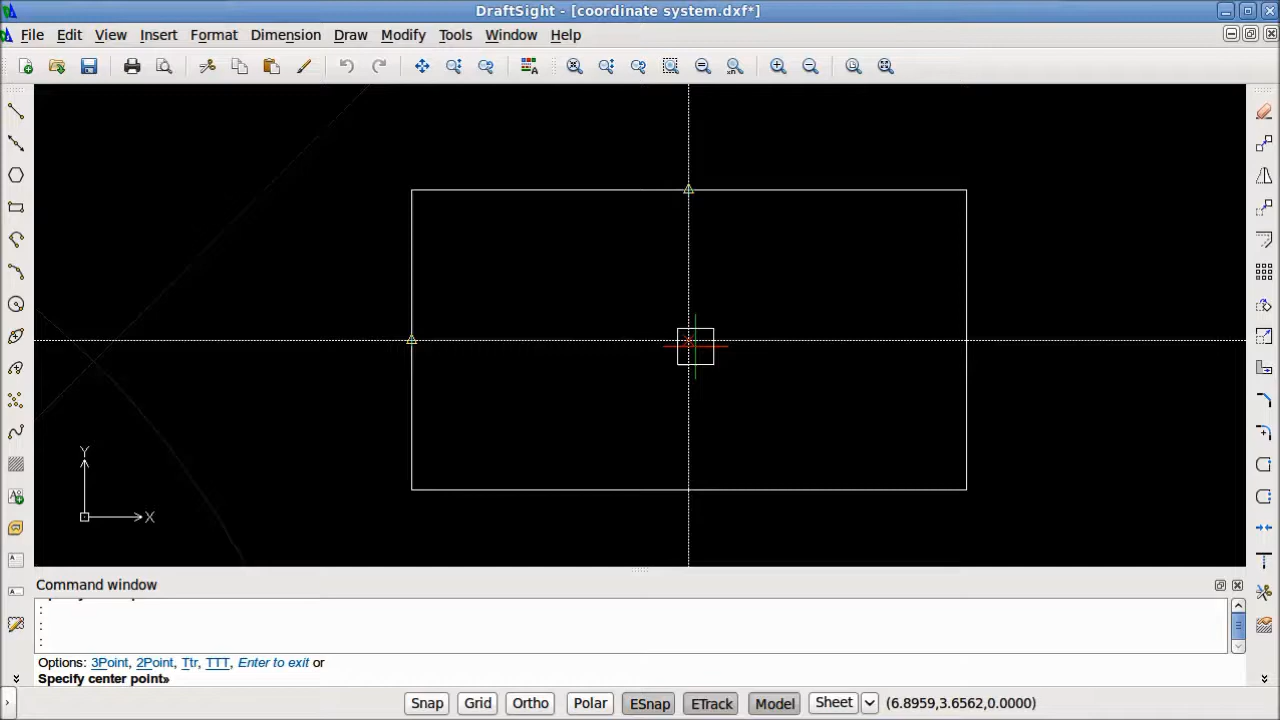 DraftSight - [coordinate system.dxf*]
File Edit View Insert Format Dimension Draw Modify Tools Window Help
Y
X
Command window
:
:
:
Options: 3Point, 2Point, Ttr, TTT, Enter to exit or
Specify center point»
Snap Grid Ortho Polar ESnap ETrack Model Sheet (6.8959,3.6562,0.0000)